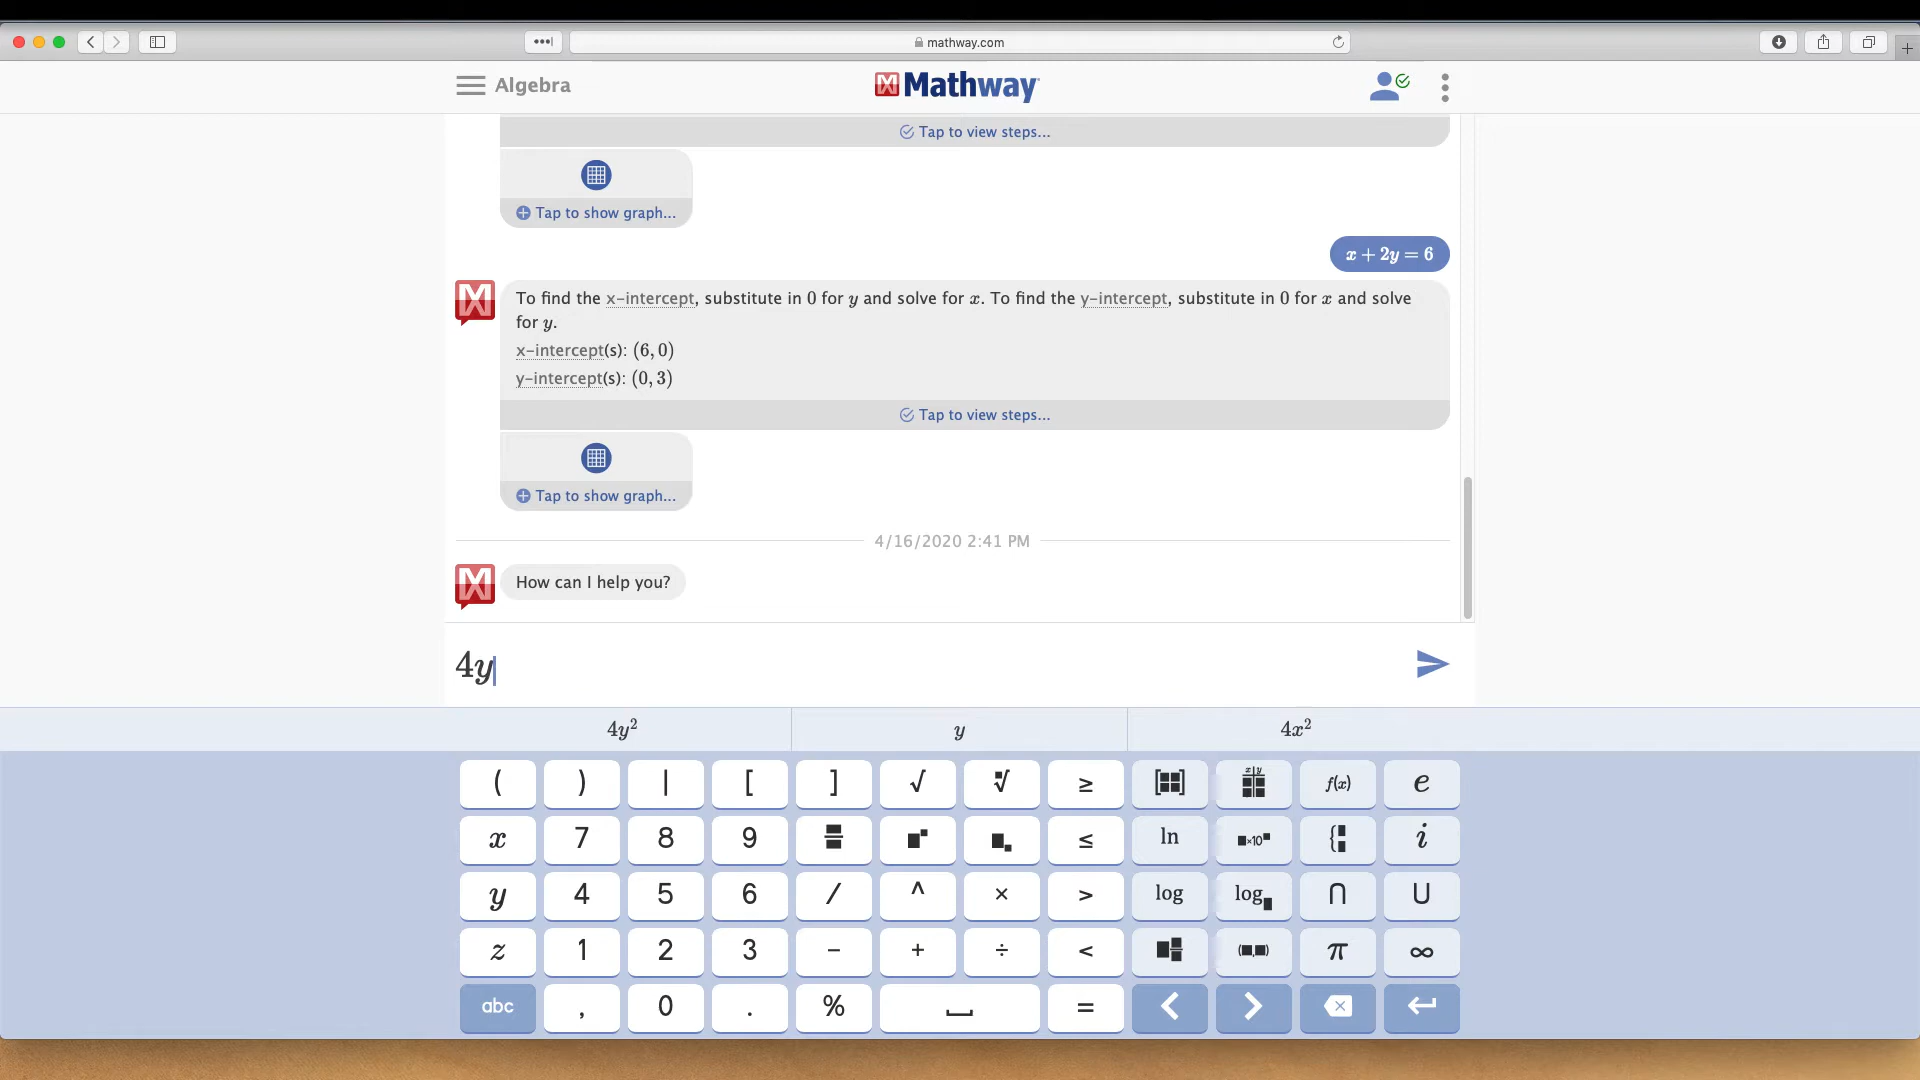 mathway.com
Algebra
Mathway
Tap to view steps...
Tap to show graph...
x + 2y = 6
To find the x-intercept, substitute in 0 for y and solve for x. To find the y-intercept, substitute in 0 for x and solve
for y.
x-intercept(s): (6, 0)
y-intercept(s): (0, 3)
Tap to view steps...
Tap to show graph...
4/16/2020 2:41 PM
How can I help you?
4y
4y² y 4x²
( ) | [ ] √ ∛ ≥ f(x) e
x 7 8 9 ≤ ln ×10 { i
y 4 5 6 / ^ × > log log ∩ ∪
z 1 2 3 − + ÷ < (,) π ∞
abc , 0 . % =